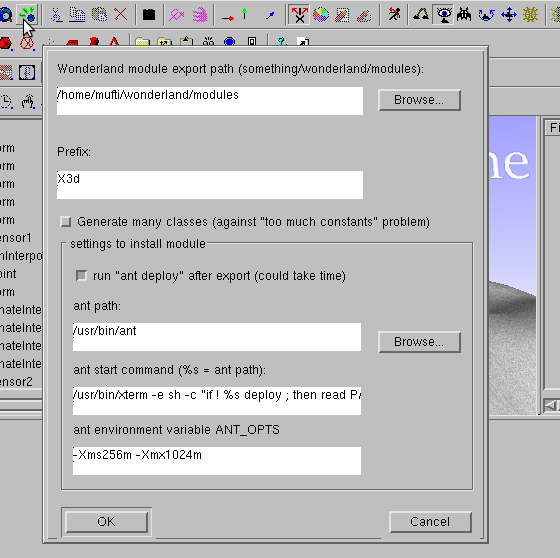 Wonderland module export path (something/wonderland/modules):
/home/mufti/wonderland/modules
Browse...
Prefix:
X3d
Generate many classes (against "too much constants" problem)
settings to install module
run "ant deploy" after export (could take time)
ant path:
/usr/bin/ant
Browse...
ant start command (%s = ant path):
/usr/bin/xterm -e sh -c "if ! %s deploy ; then read P
ant environment variable ANT_OPTS
-Xms256m -Xmx1024m
OK
Cancel
orm
orm
orm
orm
orm
ensor1
nInterpo
oint
orm
nateInte
nateInte
nateInte
nateInte
ensor2
ne
Fi